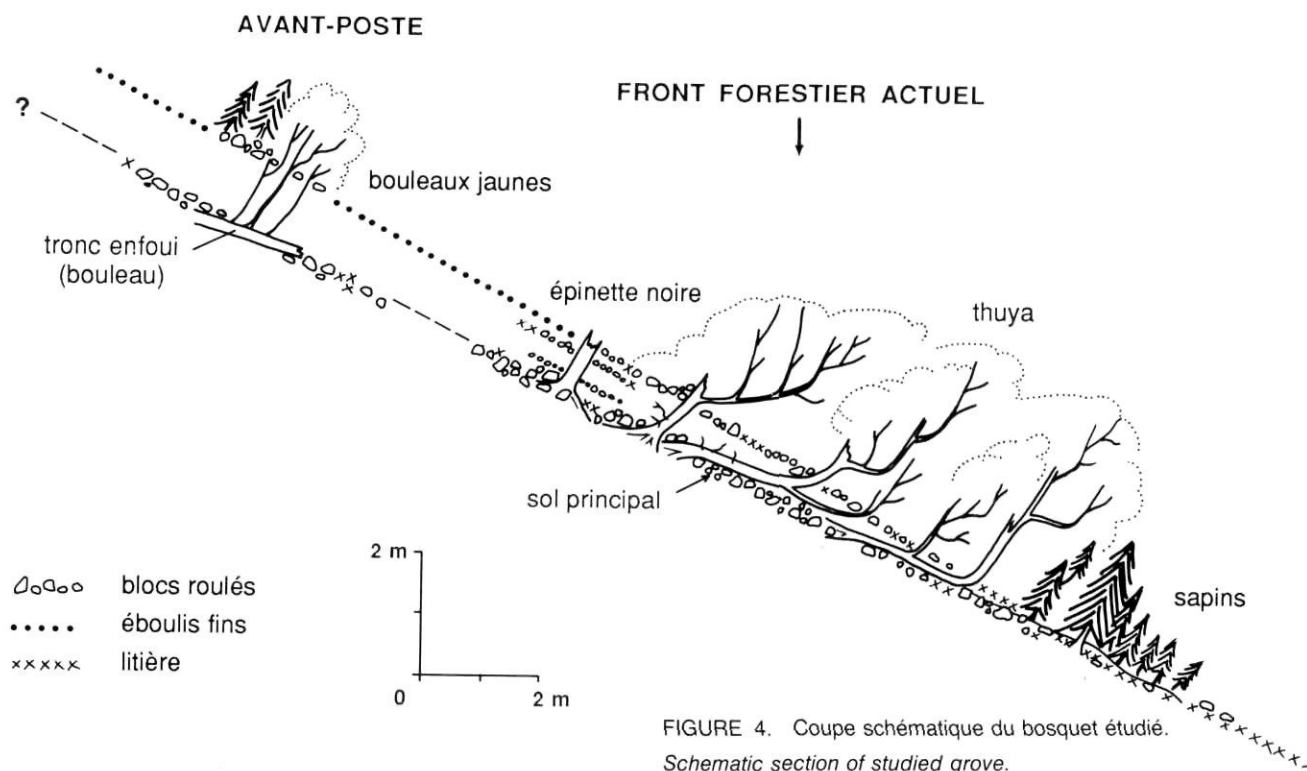 AVANT-POSTE
FRONT FORESTIER ACTUEL
?
bouleaux jaunes
tronc enfoui
(bouleau)
épinette noire
thuya
sol principal
sapins
2 m
0
2 m
blocs roulés
éboulis fins
litière
FIGURE 4. Coupe schématique du bosquet étudié.
Schematic section of studied grove.